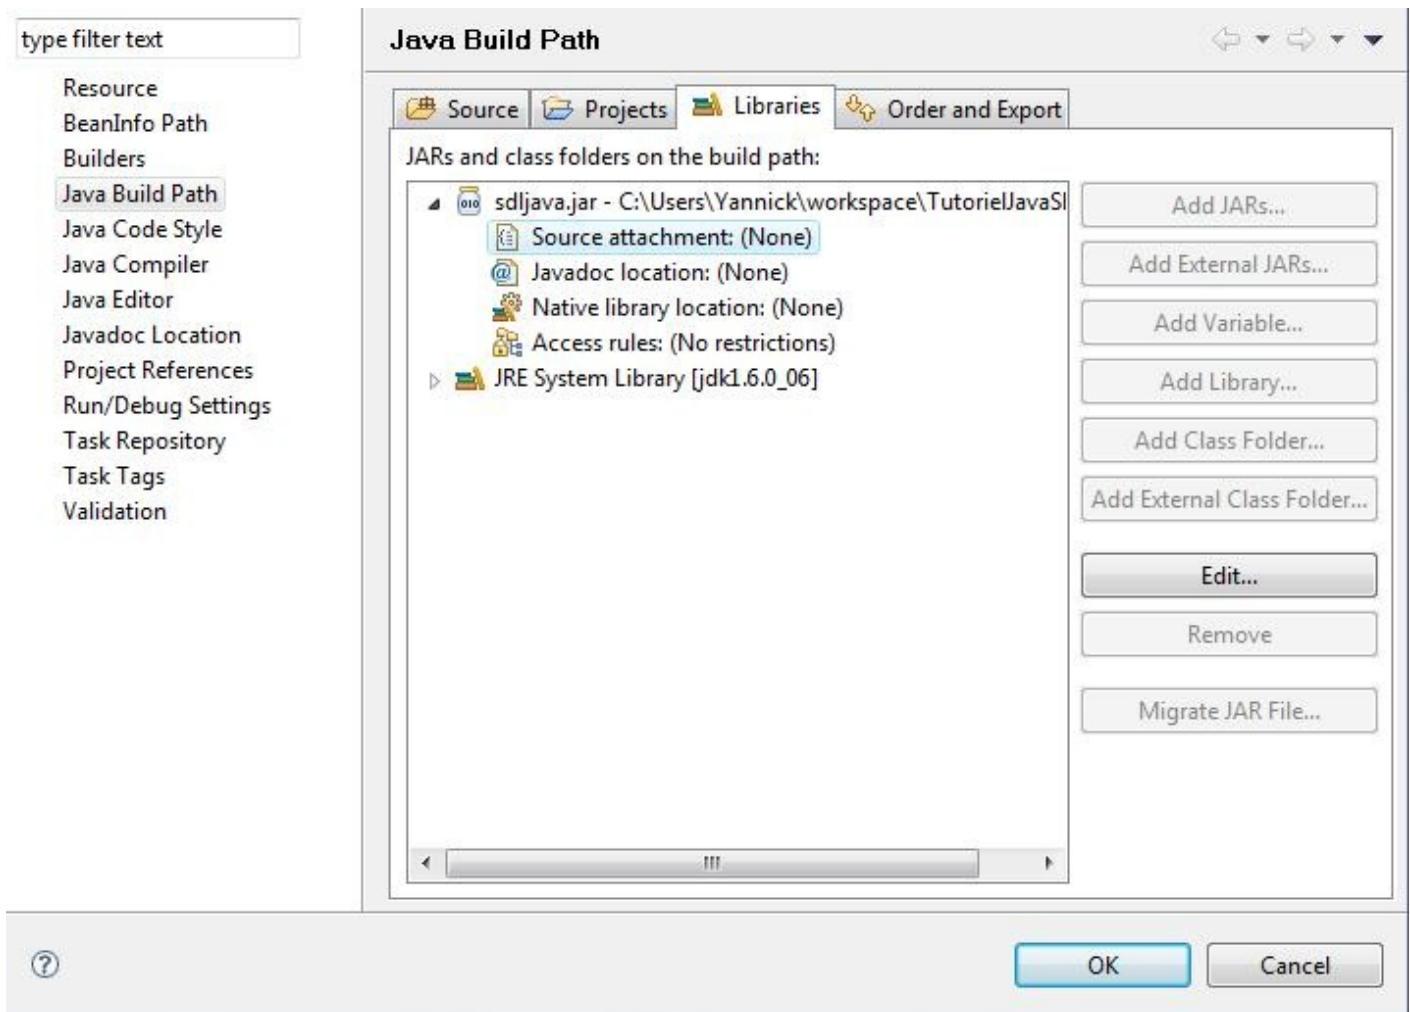 type filter text
Resource
BeanInfo Path
Builders
Java Build Path
Java Code Style
Java Compiler
Java Editor
Javadoc Location
Project References
Run/Debug Settings
Task Repository
Task Tags
Validation
Java Build Path
Source
Projects
Libraries
Order and Export
JARs and class folders on the build path:
sdljava.jar - C:\Users\Yannick\workspace\TutorielJavaSl
Source attachment: (None)
Javadoc location: (None)
Native library location: (None)
Access rules: (No restrictions)
JRE System Library [jdk1.6.0_06]
Add JARs...
Add External JARs...
Add Variable...
Add Library...
Add Class Folder...
Add External Class Folder...
Edit...
Remove
Migrate JAR File...
OK
Cancel